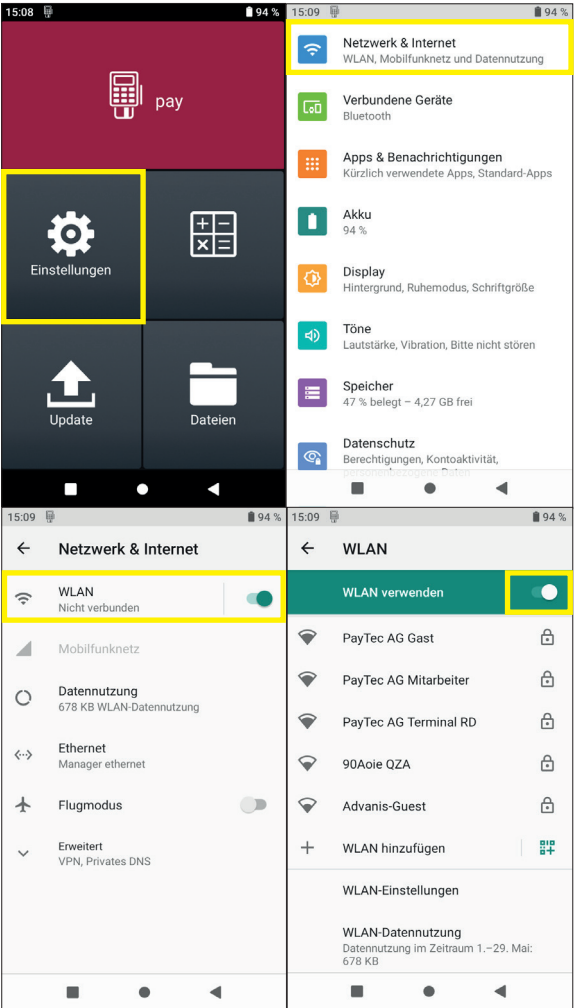 15:08 94 %
pay
Einstellungen
Update Dateien
15:09 94 %
Netzwerk & Internet
WLAN, Mobilfunknetz und Datennutzung
Verbundene Geräte
Bluetooth
Apps & Benachrichtigungen
Kürzlich verwendete Apps, Standard-Apps
Akku
94 %
Display
Hintergrund, Ruhemodus, Schriftgröße
Töne
Lautstärke, Vibration, Bitte nicht stören
Speicher
47 % belegt – 4,27 GB frei
Datenschutz
Berechtigungen, Kontoaktivität,
personenbezogene Daten
15:09 94 %
Netzwerk & Internet
WLAN
Nicht verbunden
Mobilfunknetz
Datennutzung
678 KB WLAN-Datennutzung
Ethernet
Manager ethernet
Flugmodus
Erweitert
VPN, Privates DNS
15:09 94 %
WLAN
WLAN verwenden
PayTec AG Gast
PayTec AG Mitarbeiter
PayTec AG Terminal RD
90Aoie QZA
Advanis-Guest
WLAN hinzufügen
WLAN-Einstellungen
WLAN-Datennutzung
Datennutzung im Zeitraum 1.–29. Mai:
678 KB